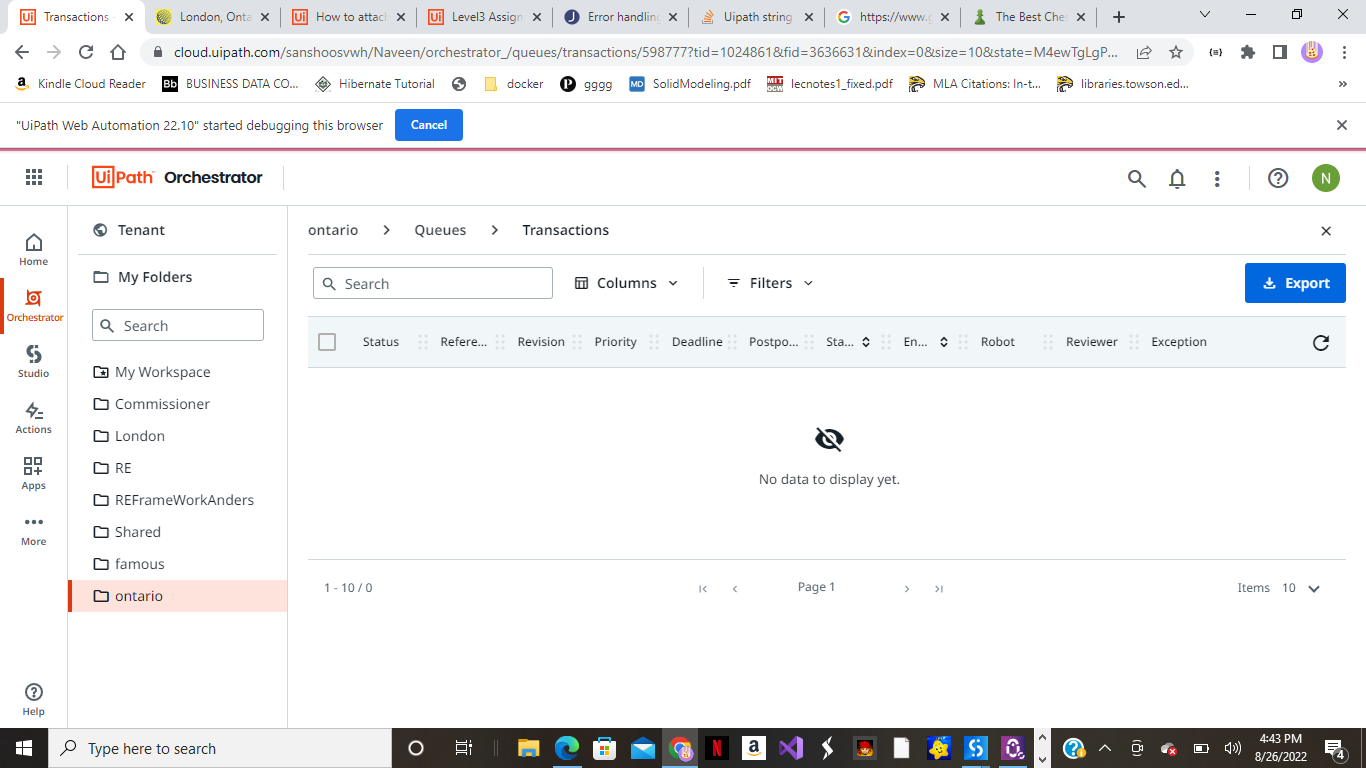 Transactions -
London, Onta
How to attach
Level3 Assign
Error handling
Uipath string
https://www.g
The Best Ches
cloud.uipath.com/sanshoosvwh/Naveen/orchestrator_/queues/transactions/598777?tid=1024861&fid=3636631&index=0&size=10&state=M4ewTgLgP...
Kindle Cloud Reader
Bb BUSINESS DATA CO...
Hibernate Tutorial
docker
gggg
MD SolidModeling.pdf
lecnotes1_fixed.pdf
MLA Citations: In-t...
libraries.towson.ed...
»
"UiPath Web Automation 22.10" started debugging this browser Cancel
UiPath Orchestrator
N
Home
Orchestrator
Studio
Actions
Apps
More
Help
Tenant
My Folders
Search
My Workspace
Commissioner
London
RE
REFrameWorkAnders
Shared
famous
ontario
ontario > Queues > Transactions
Search Columns Filters Export
Status Refere... Revision Priority Deadline Postpo... Sta... En... Robot Reviewer Exception
No data to display yet.
1 - 10 / 0 Page 1 Items 10
Type here to search
4:43 PM
8/26/2022
4